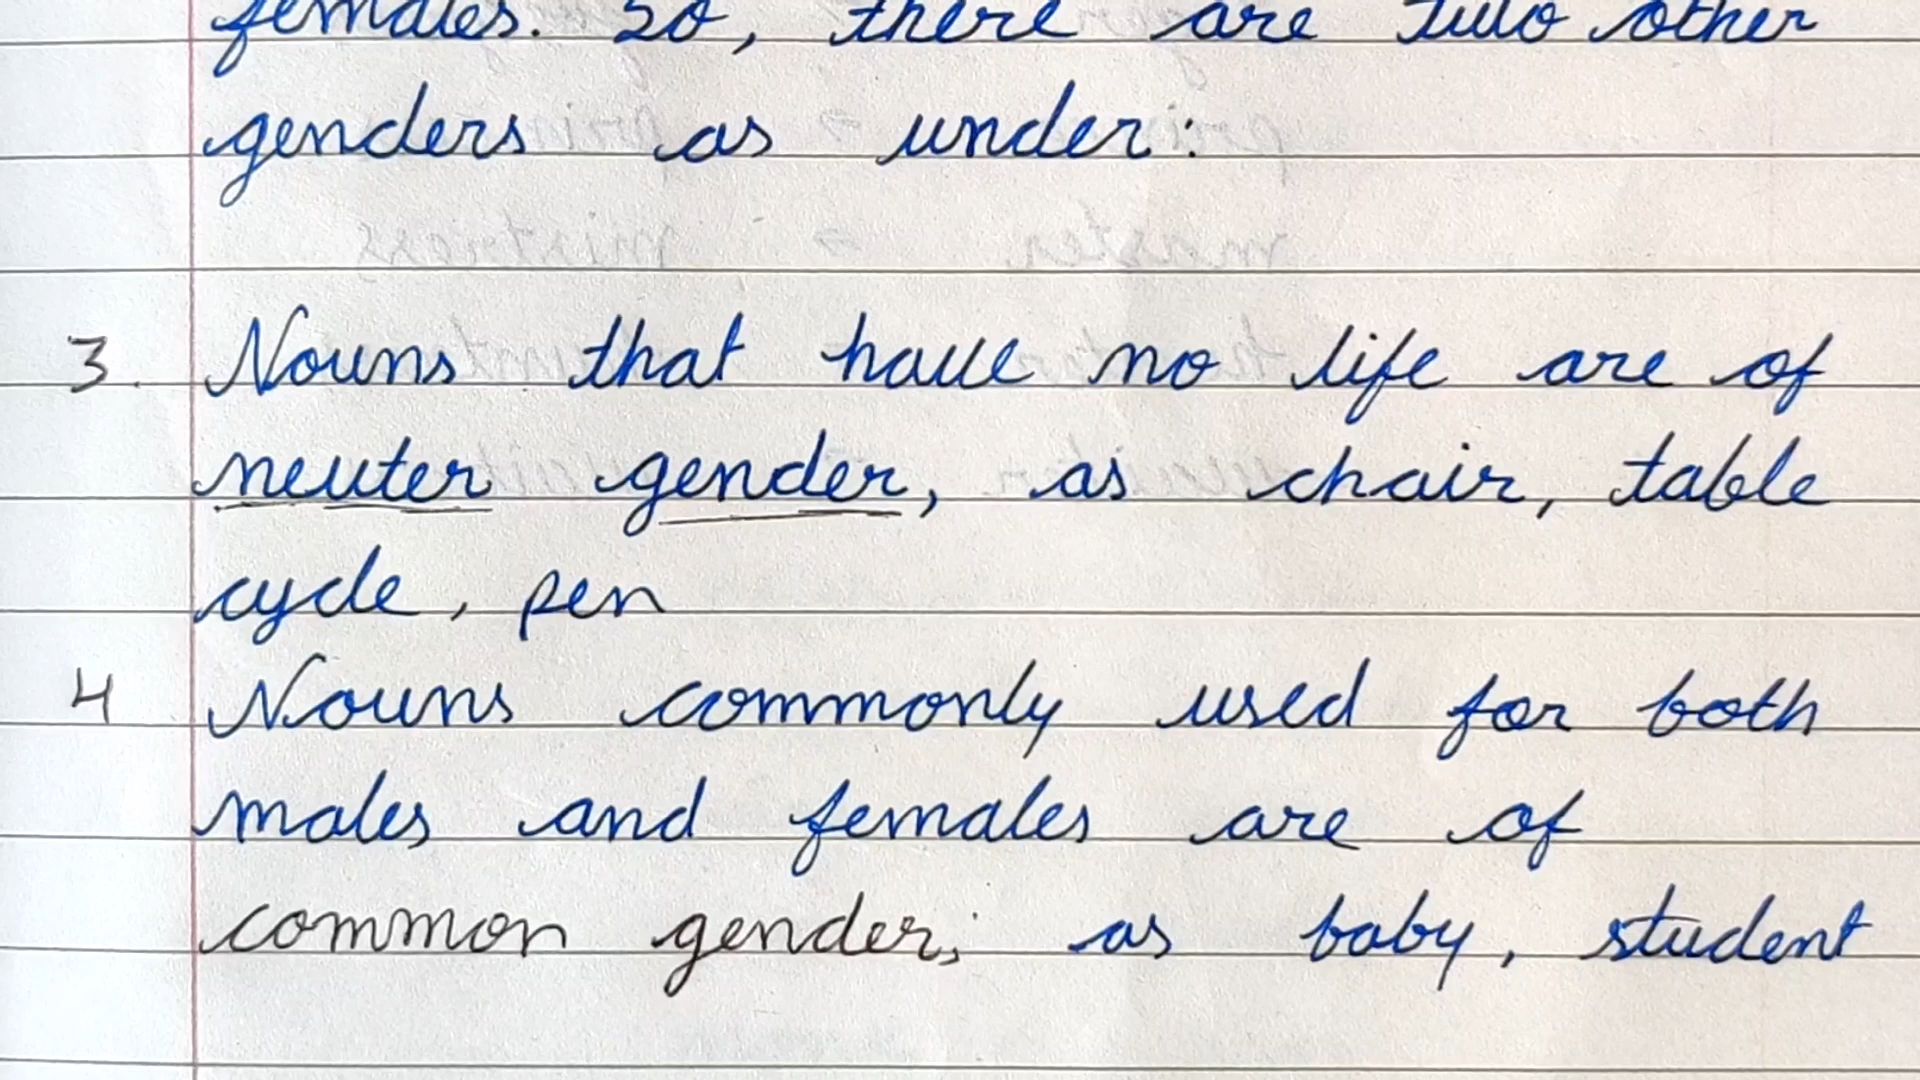 females. So, there are two other
genders as under:
3. Nouns that have no life are of
neuter gender, as chair, table
cycle, pen
4 Nouns commonly used for both
males and females are of
common gender; as baby, student